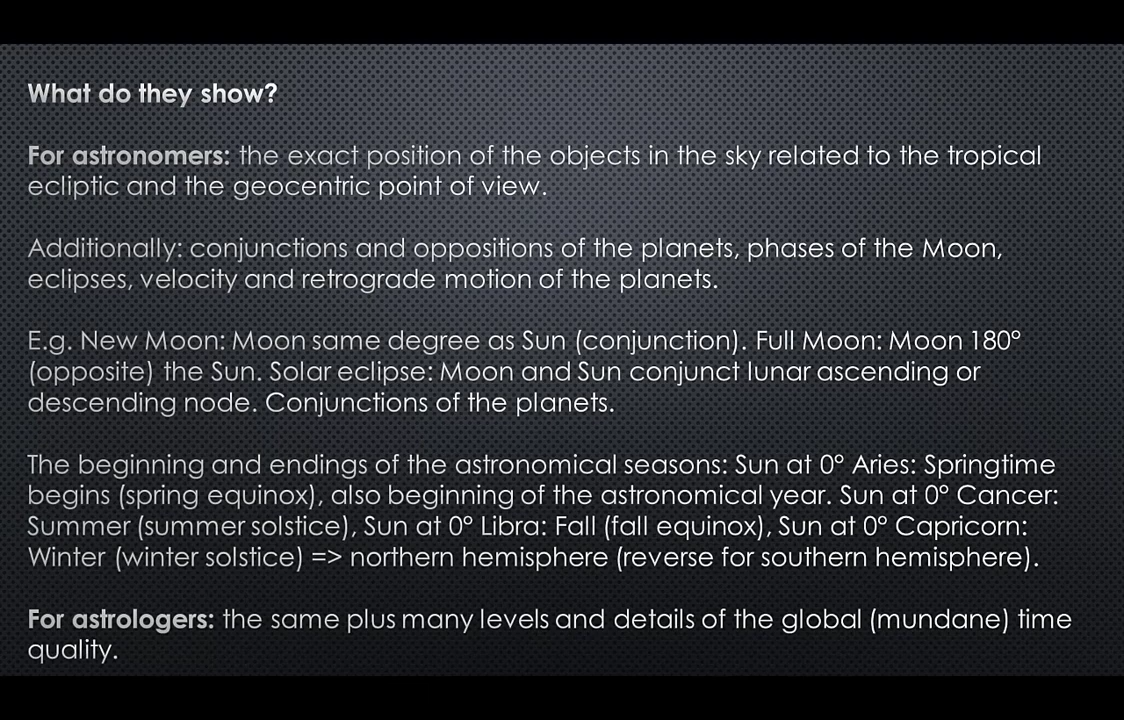 What do they show?
For astronomers: the exact position of the objects in the sky related to the tropical
ecliptic and the geocentric point of view.
Additionally: conjunctions and oppositions of the planets, phases of the Moon,
eclipses, velocity and retrograde motion of the planets.
E.g. New Moon: Moon same degree as Sun (conjunction). Full Moon: Moon 180°
(opposite) the Sun. Solar eclipse: Moon and Sun conjunct lunar ascending or
descending node. Conjunctions of the planets.
The beginning and endings of the astronomical seasons: Sun at 0° Aries: Springtime
begins (spring equinox), also beginning of the astronomical year. Sun at 0° Cancer:
Summer (summer solstice), Sun at 0° Libra: Fall (fall equinox), Sun at 0° Capricorn:
Winter (winter solstice) => northern hemisphere (reverse for southern hemisphere).
For astrologers: the same plus many levels and details of the global (mundane) time
quality.